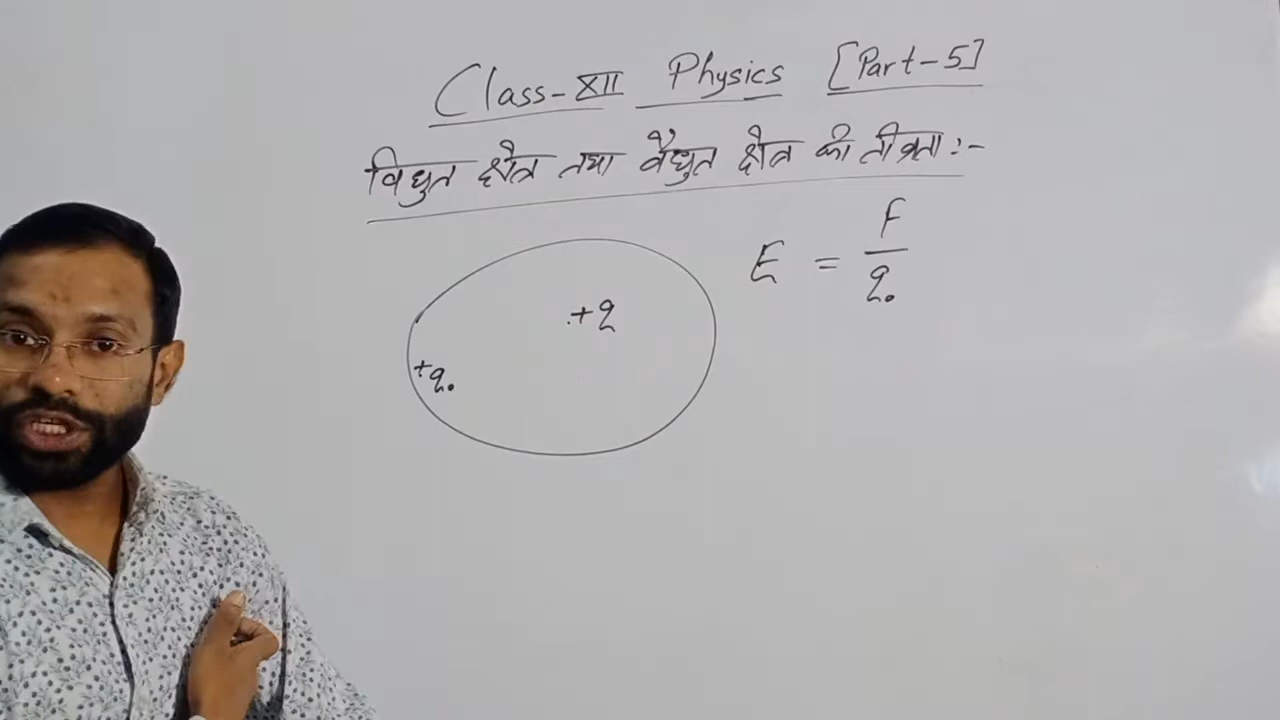 Class-XII Physics [Part-5]
विधुत क्षेत्र तथा वैधुत क्षेत्र की तीव्रता :-
E = F/q₀
+q
+q₀